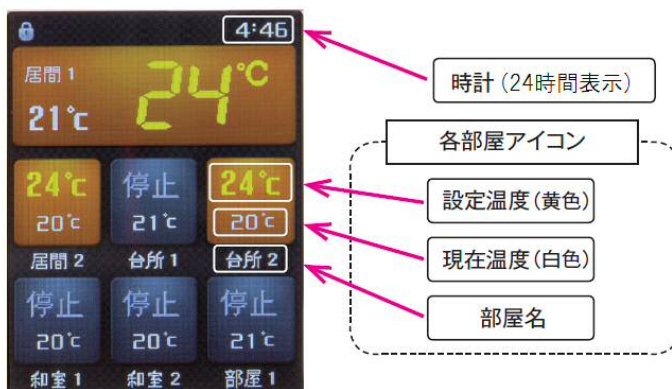 4:46
居間 1
24℃
21℃
24℃ 停止 24℃
20℃ 21℃ 20℃
居間 2 台所 1 台所 2
停止 停止 停止
20℃ 20℃ 21℃
和室 1 和室 2 部屋 1
時計(24時間表示)
各部屋アイコン
設定温度(黄色)
現在温度(白色)
部屋名